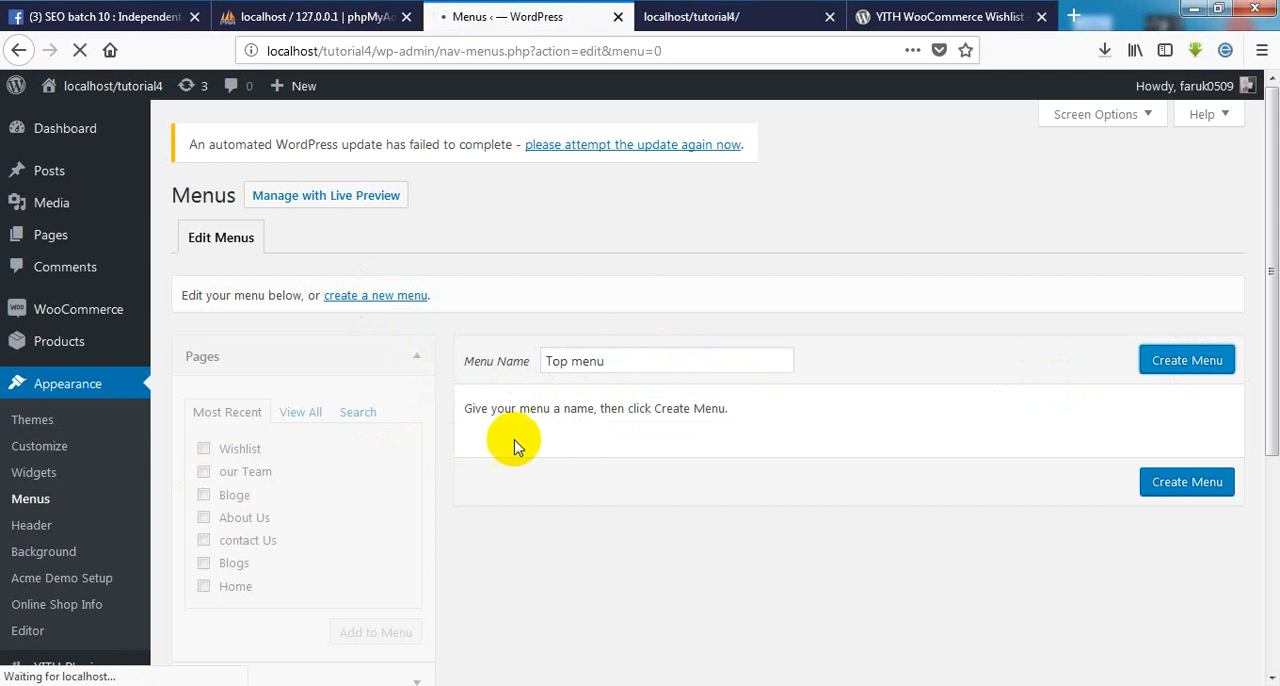 (3) SEO batch 10 : Independent
localhost / 127.0.0.1 | phpMyAd
Menus ‹ — WordPress
localhost/tutorial4/
YITH WooCommerce Wishlist -
localhost/tutorial4/wp-admin/nav-menus.php?action=edit&menu=0
localhost/tutorial4
3
0
New
Howdy, faruk0509
Screen Options
Help
Dashboard
Posts
Media
Pages
Comments
WooCommerce
Products
Appearance
Themes
Customize
Widgets
Menus
Header
Background
Acme Demo Setup
Online Shop Info
Editor
An automated WordPress update has failed to complete - please attempt the update again now.
Menus
Manage with Live Preview
Edit Menus
Edit your menu below, or create a new menu.
Pages
Most Recent
View All
Search
Wishlist
our Team
Bloge
About Us
contact Us
Blogs
Home
Add to Menu
Menu Name
Top menu
Create Menu
Give your menu a name, then click Create Menu.
Create Menu
Waiting for localhost...